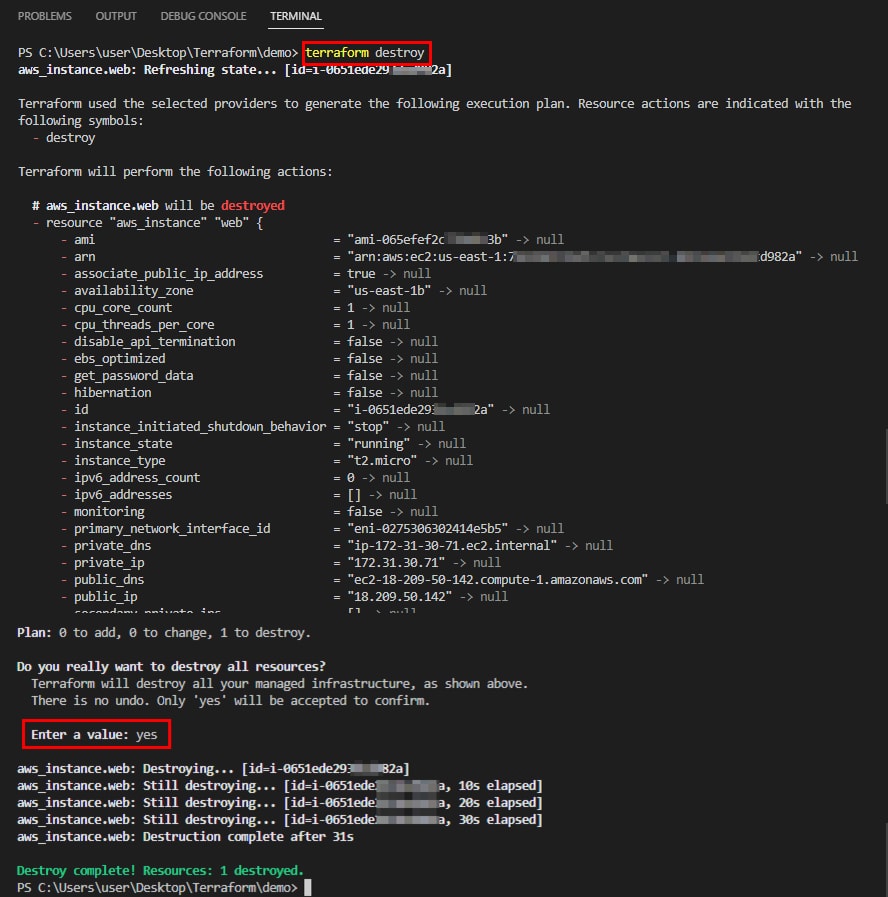 PROBLEMS OUTPUT DEBUG CONSOLE TERMINAL
PS C:\Users\user\Desktop\Terraform\demo> terraform destroy
aws_instance.web: Refreshing state... [id=i-0651ede29 2a]
Terraform used the selected providers to generate the following execution plan. Resource actions are indicated with the
following symbols:
- destroy
Terraform will perform the following actions:
# aws_instance.web will be destroyed
- resource "aws_instance" "web" {
- ami = "ami-065efef2c 3b" -> null
- arn = "arn:aws:ec2:us-east-1:7 d982a" -> null
- associate_public_ip_address = true -> null
- availability_zone = "us-east-1b" -> null
- cpu_core_count = 1 -> null
- cpu_threads_per_core = 1 -> null
- disable_api_termination = false -> null
- ebs_optimized = false -> null
- get_password_data = false -> null
- hibernation = false -> null
- id = "i-0651ede293 2a" -> null
- instance_initiated_shutdown_behavior = "stop" -> null
- instance_state = "running" -> null
- instance_type = "t2.micro" -> null
- ipv6_address_count = 0 -> null
- ipv6_addresses = [] -> null
- monitoring = false -> null
- primary_network_interface_id = "eni-0275306302414e5b5" -> null
- private_dns = "ip-172-31-30-71.ec2.internal" -> null
- private_ip = "172.31.30.71" -> null
- public_dns = "ec2-18-209-50-142.compute-1.amazonaws.com" -> null
- public_ip = "18.209.50.142" -> null
- secondary_private_ips = [] -> null
Plan: 0 to add, 0 to change, 1 to destroy.
Do you really want to destroy all resources?
Terraform will destroy all your managed infrastructure, as shown above.
There is no undo. Only 'yes' will be accepted to confirm.
Enter a value: yes
aws_instance.web: Destroying... [id=i-0651ede293 82a]
aws_instance.web: Still destroying... [id=i-0651ede a, 10s elapsed]
aws_instance.web: Still destroying... [id=i-0651ede a, 20s elapsed]
aws_instance.web: Still destroying... [id=i-0651ede a, 30s elapsed]
aws_instance.web: Destruction complete after 31s
Destroy complete! Resources: 1 destroyed.
PS C:\Users\user\Desktop\Terraform\demo>